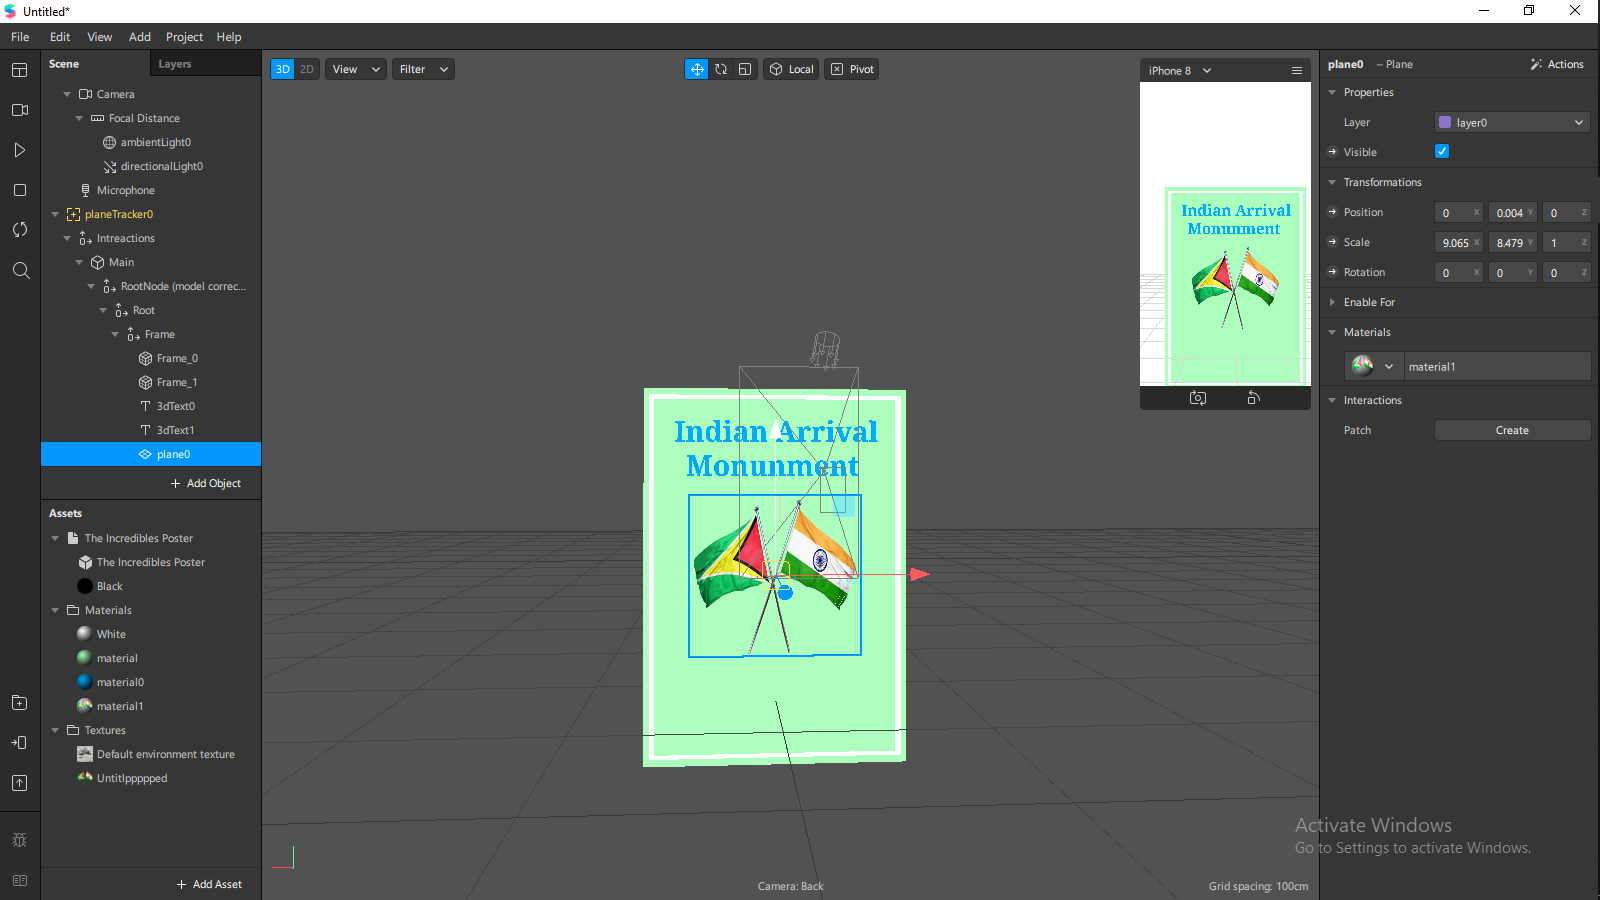 Untitled*
File Edit View Add Project Help
Scene Layers
Camera
Focal Distance
ambientLight0
directionalLight0
Microphone
planeTracker0
Intreactions
Main
RootNode (model correc...
Root
Frame
Frame_0
Frame_1
3dText0
3dText1
plane0
+ Add Object
Assets
The Incredibles Poster
The Incredibles Poster
Black
Materials
White
material
material0
material1
Textures
Default environment texture
Untitlppppped
+ Add Asset
3D 2D View Filter Local Pivot
Indian Arrival
Monunment
Camera: Back
Grid spacing: 100cm
iPhone 8
Indian Arrival
Monunment
plane0 – Plane Actions
Properties
Layer layer0
Visible
Transformations
Position 0 X 0.004 Y 0 Z
Scale 9.065 X 8.479 Y 1 Z
Rotation 0 X 0 Y 0 Z
Enable For
Materials
material1
Interactions
Patch Create
Activate Windows
Go to Settings to activate Windows.